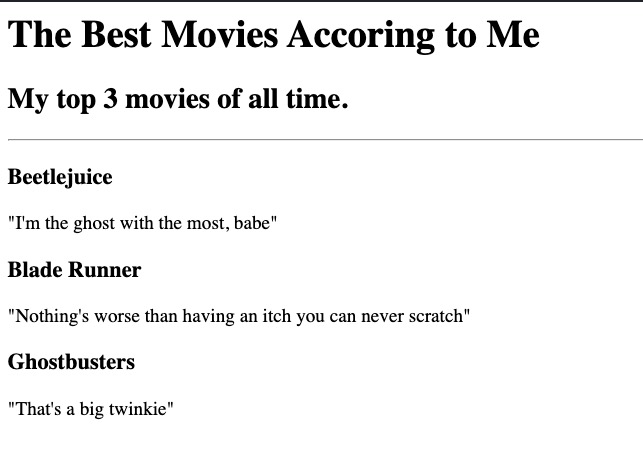 The Best Movies Accoring to Me
My top 3 movies of all time.
Beetlejuice
"I'm the ghost with the most, babe"
Blade Runner
"Nothing's worse than having an itch you can never scratch"
Ghostbusters
"That's a big twinkie"